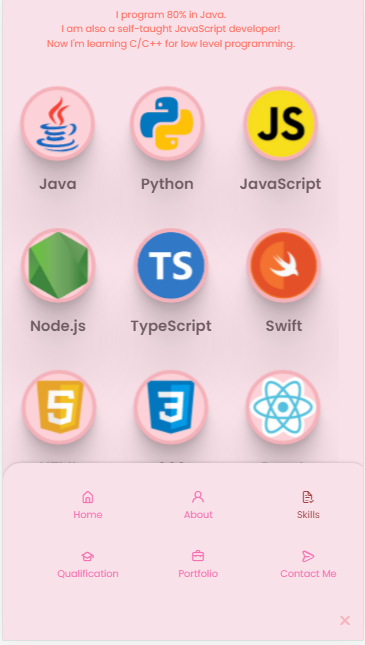 I program 80% in Java.
I am also a self-taught JavaScript developer!
Now I'm learning C/C++ for low level programming.
JS
Java
Python
JavaScript
TS
Node.js
TypeScript
Swift
5
3
Home
About
Skills
Qualification
Portfolio
Contact Me